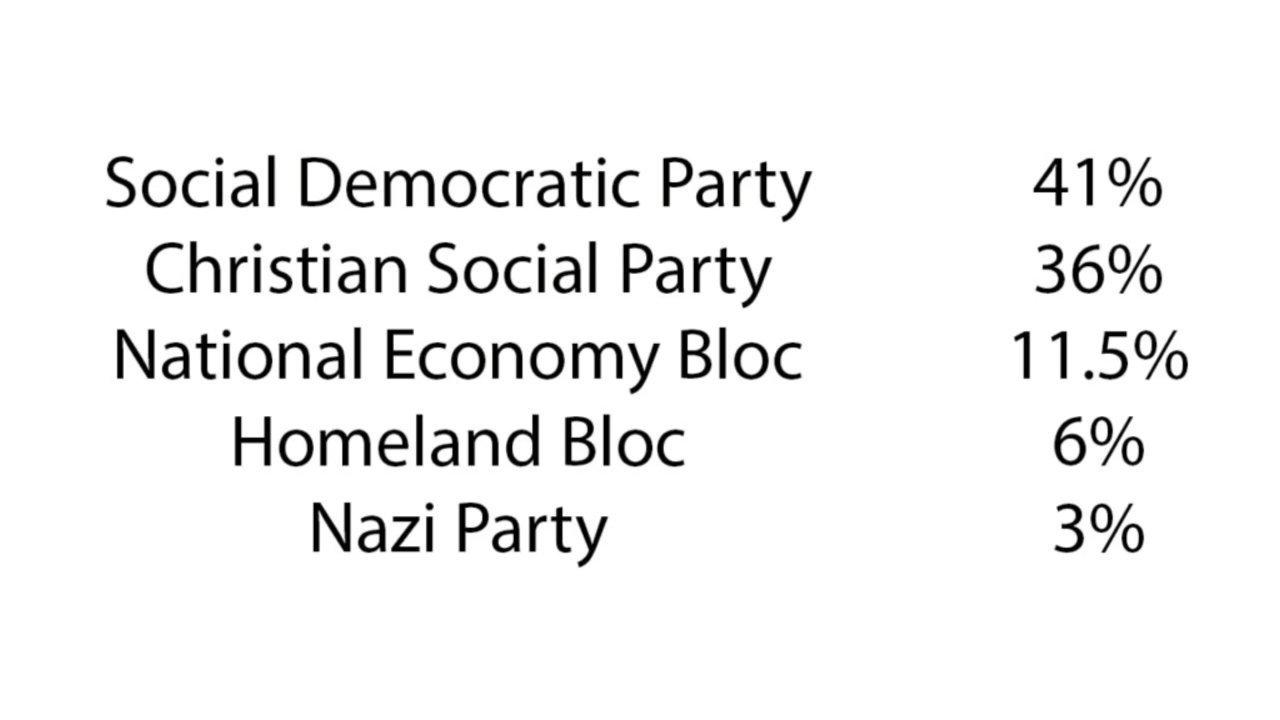 Social Democratic Party 41%
Christian Social Party 36%
National Economy Bloc 11.5%
Homeland Bloc 6%
Nazi Party 3%